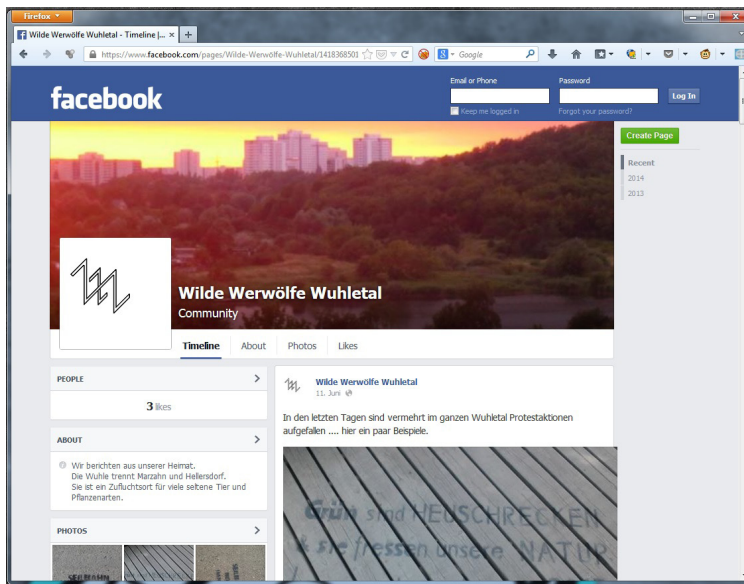 Firefox
Wilde Werwölfe Wuhletal - Timeline |...
https://www.facebook.com/pages/Wilde-Werwölfe-Wuhletal/1418368501
Google
facebook
Email or Phone
Password
Log In
Keep me logged in
Forgot your password?
Create Page
Recent
2014
2013
Wilde Werwölfe Wuhletal
Community
Timeline About Photos Likes
PEOPLE
3 likes
ABOUT
Wir berichten aus unserer Heimat.
Die Wuhle trennt Marzahn und Hellersdorf.
Sie ist ein Zufluchtsort für viele seltene Tier und
Pflanzenarten.
PHOTOS
SEILBAHN
Wilde Werwölfe Wuhletal
11. Juni
In den letzten Tagen sind vermehrt im ganzen Wuhletal Protestaktionen
aufgefallen .... hier ein paar Beispiele.
Grün sind HEUSCHRECKEN
& sie fressen unsere NATUR